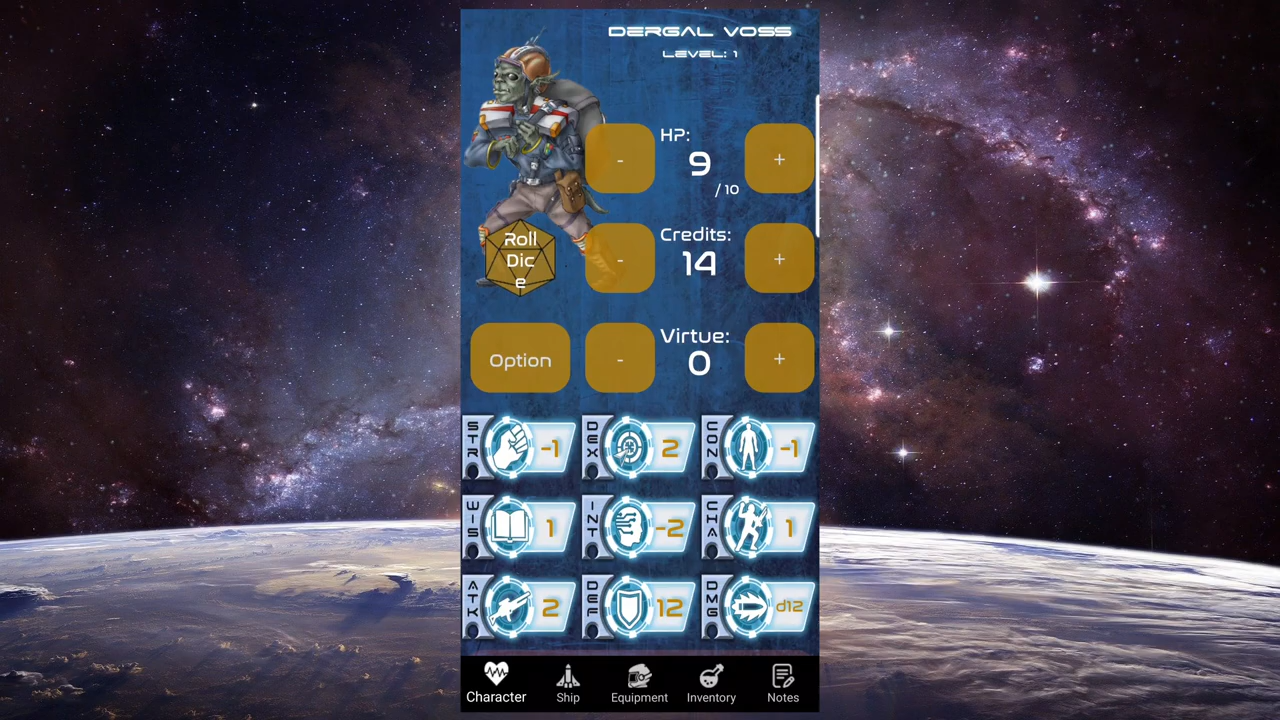 DERGAL VOSS
LEVEL: 1
HP:
-
9
+
/ 10
Roll
Dic
e
Credits:
-
14
+
Option
Virtue:
-
0
+
STR
-1
DEX
2
CON
-1
WIS
1
INT
-2
CHA
1
ATK
2
DEF
12
DMG
d12
Character
Ship
Equipment
Inventory
Notes